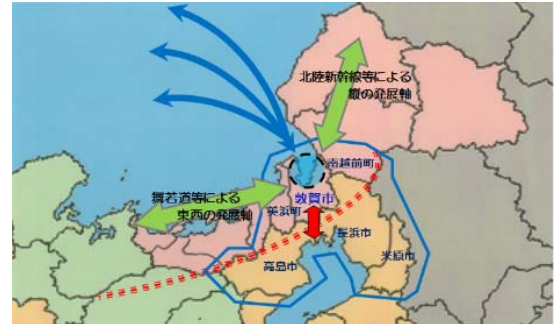 北陸新幹線等による
縦の発展軸
南越前町
舞若道等による
東西の発展軸
敦賀市
美浜町
長浜市
米原市
高島市